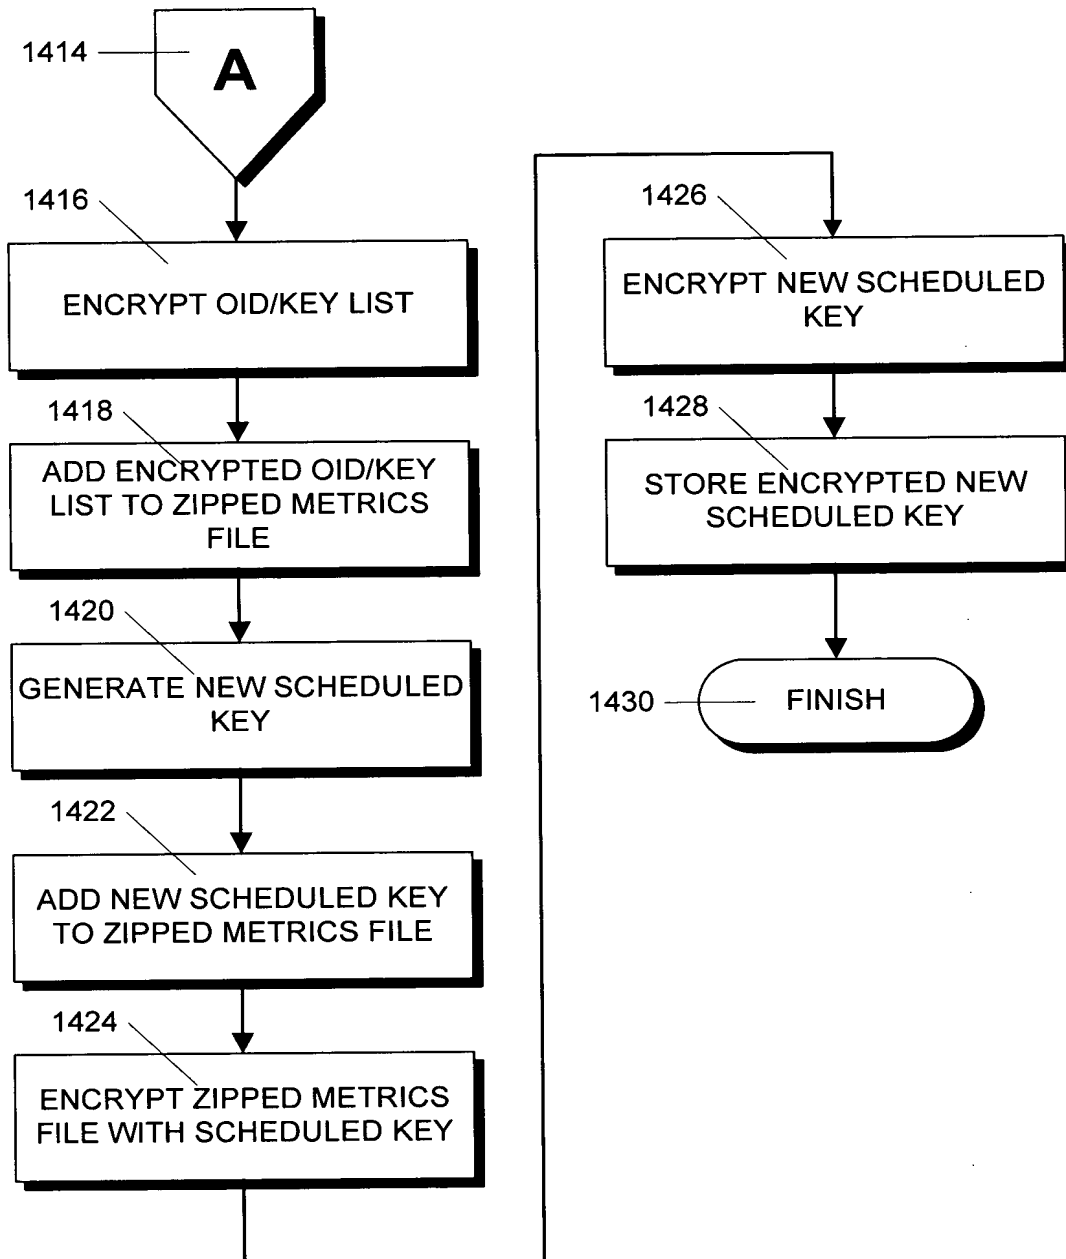 1414
A
1416
ENCRYPT OID/KEY LIST
1418
ADD ENCRYPTED OID/KEY
LIST TO ZIPPED METRICS
FILE
1420
GENERATE NEW SCHEDULED
KEY
1422
ADD NEW SCHEDULED KEY
TO ZIPPED METRICS FILE
1424
ENCRYPT ZIPPED METRICS
FILE WITH SCHEDULED KEY
1426
ENCRYPT NEW SCHEDULED
KEY
1428
STORE ENCRYPTED NEW
SCHEDULED KEY
1430
FINISH